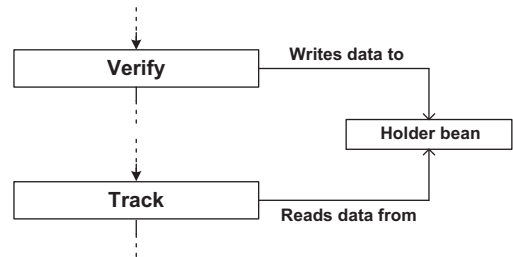 Verify
Writes data to
Holder bean
Track
Reads data from